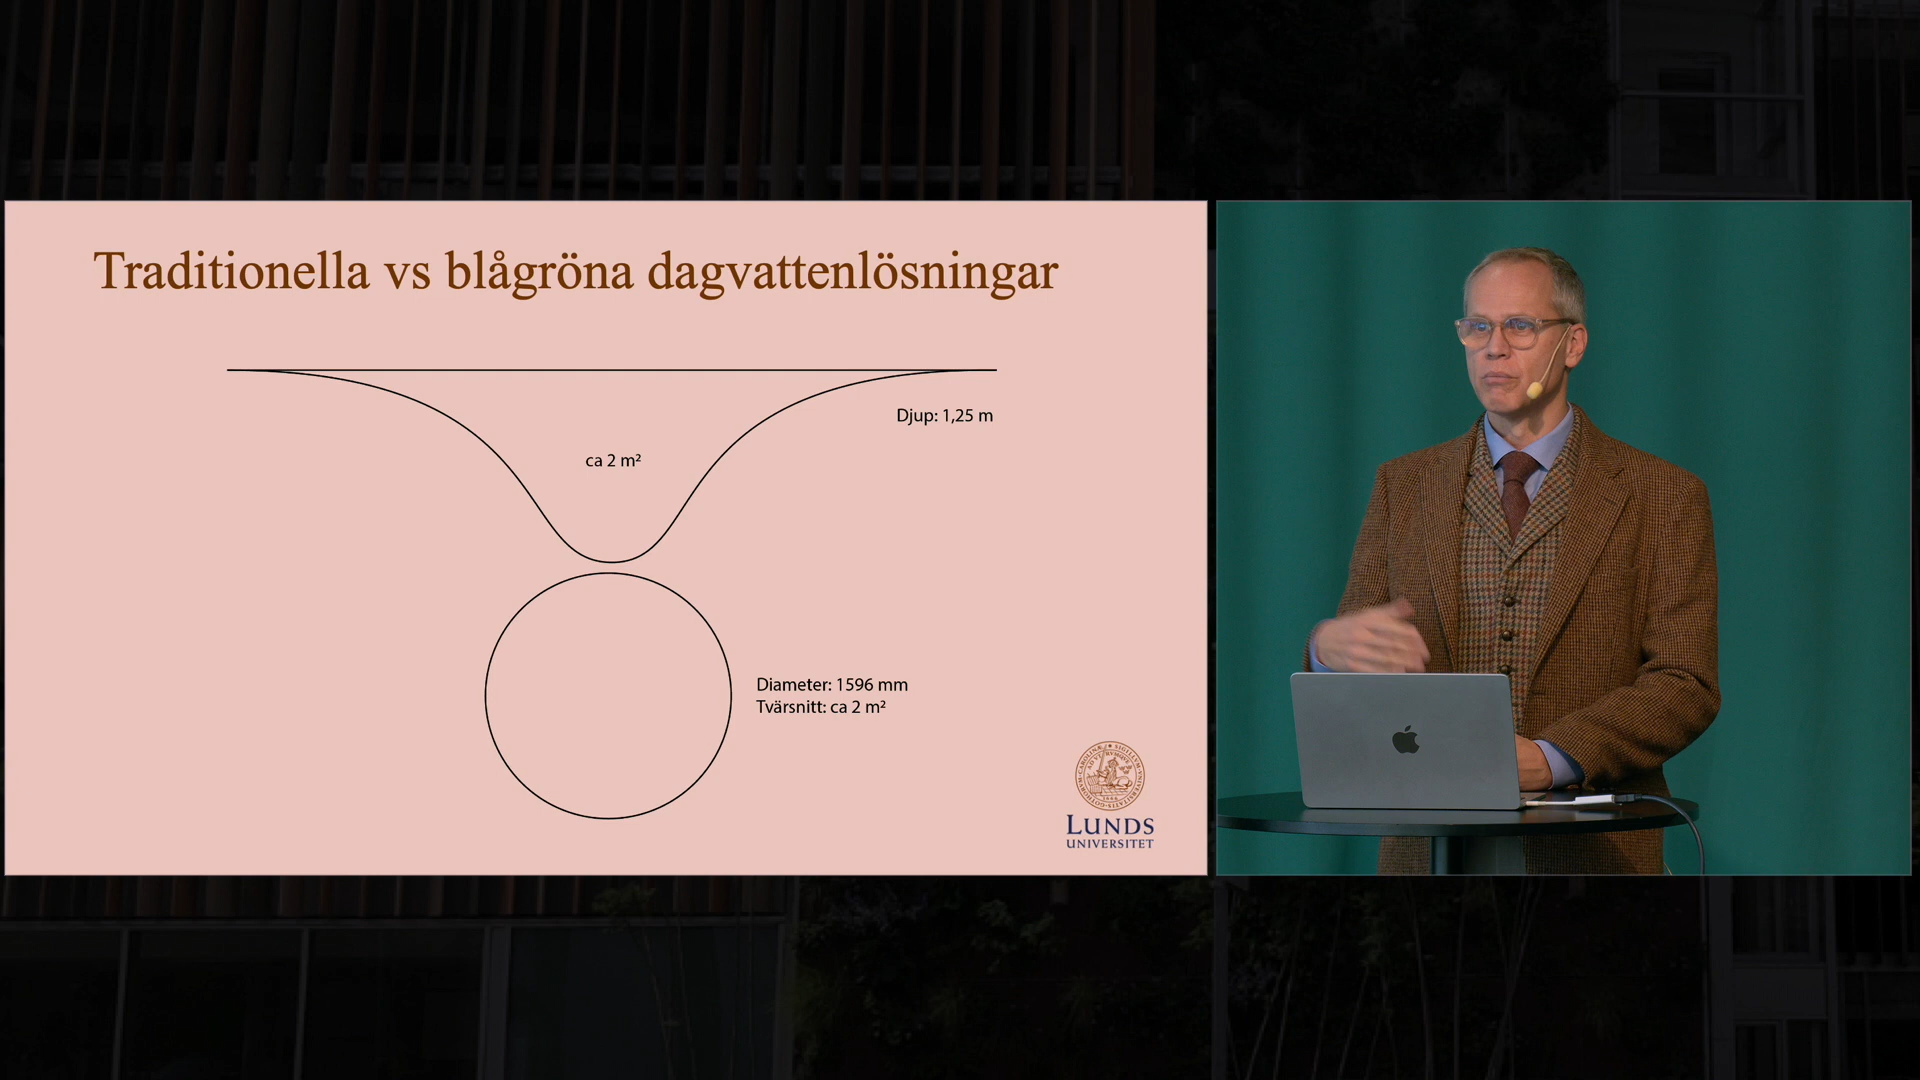 Traditionella vs blågröna dagvattenlösningar
Djup: 1,25 m
ca 2 m²
Diameter: 1596 mm
Tvärsnitt: ca 2 m²
LUNDS
UNIVERSITET